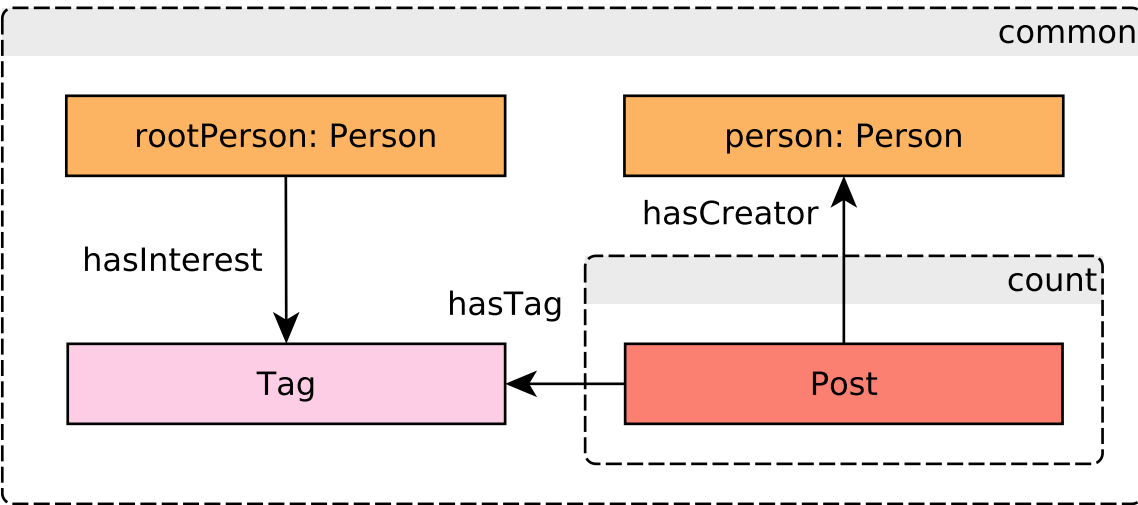 common
rootPerson: Person
person: Person
hasCreator
hasInterest
count
hasTag
Tag
Post